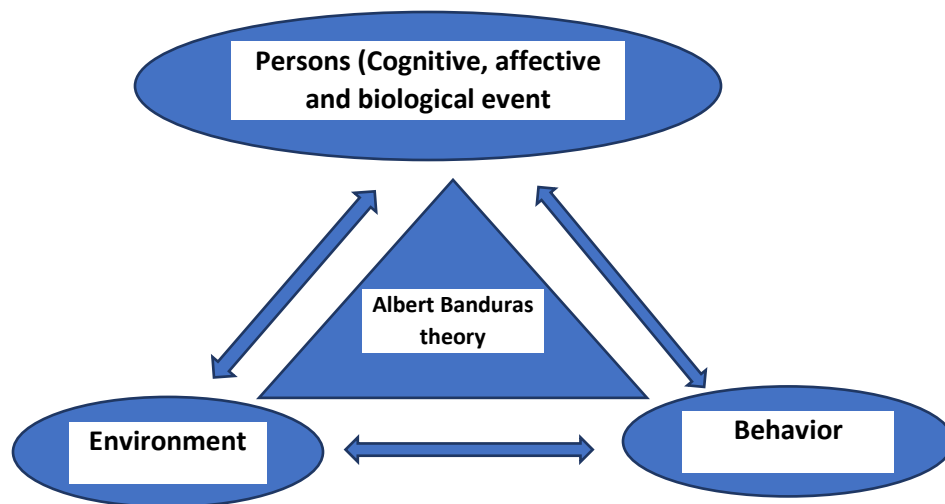 Persons (Cognitive, affective
and biological event
Albert Banduras
theory
Environment
Behavior